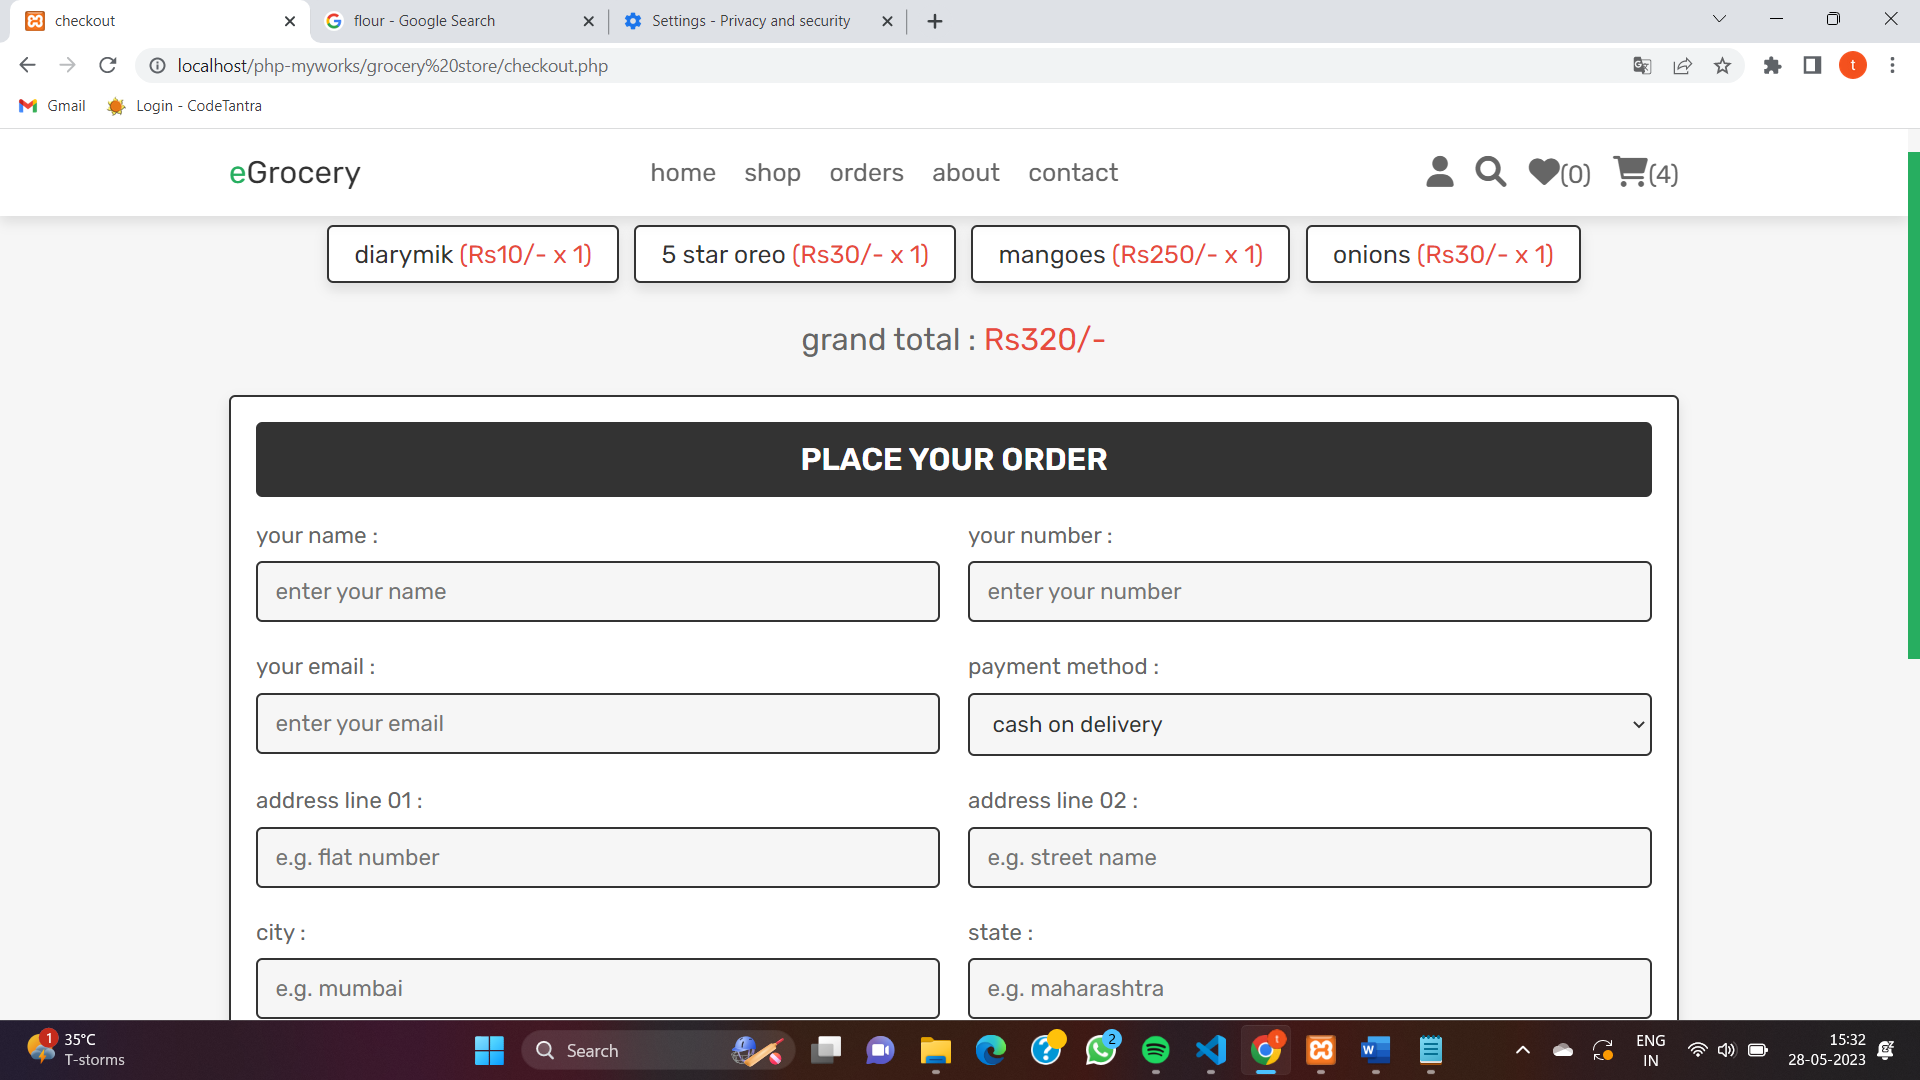 checkout
flour - Google Search
Settings - Privacy and security
localhost/php-myworks/grocery%20store/checkout.php
t
Gmail
Login - CodeTantra
eGrocery
home shop orders about contact
(0) (4)
diarymik (Rs10/- x 1) 5 star oreo (Rs30/- x 1) mangoes (Rs250/- x 1) onions (Rs30/- x 1)
grand total : Rs320/-
PLACE YOUR ORDER
your name : your number :
enter your name enter your number
your email : payment method :
enter your email cash on delivery
address line 01 : address line 02 :
e.g. flat number e.g. street name
city : state :
e.g. mumbai e.g. maharashtra
1 35°C
T-storms
Search
2
t
ENG
IN
15:32
28-05-2023